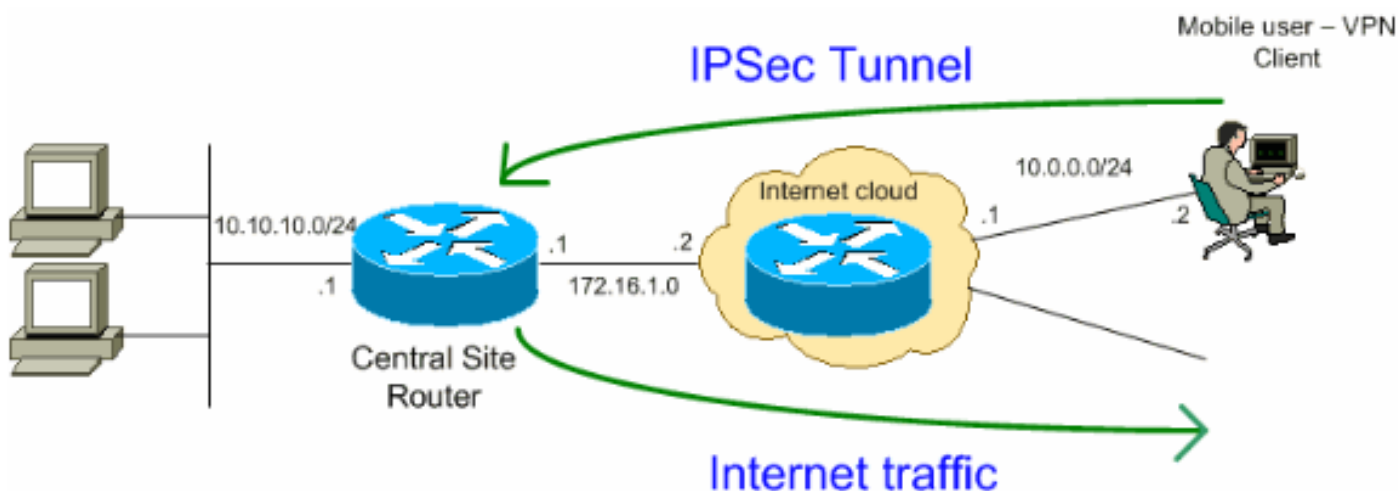 Mobile user – VPN
Client
IPSec Tunnel
10.0.0.0/24
Internet cloud
10.10.10.0/24
.1
.2
.1
.2
.1
172.16.1.0
Central Site
Router
Internet traffic